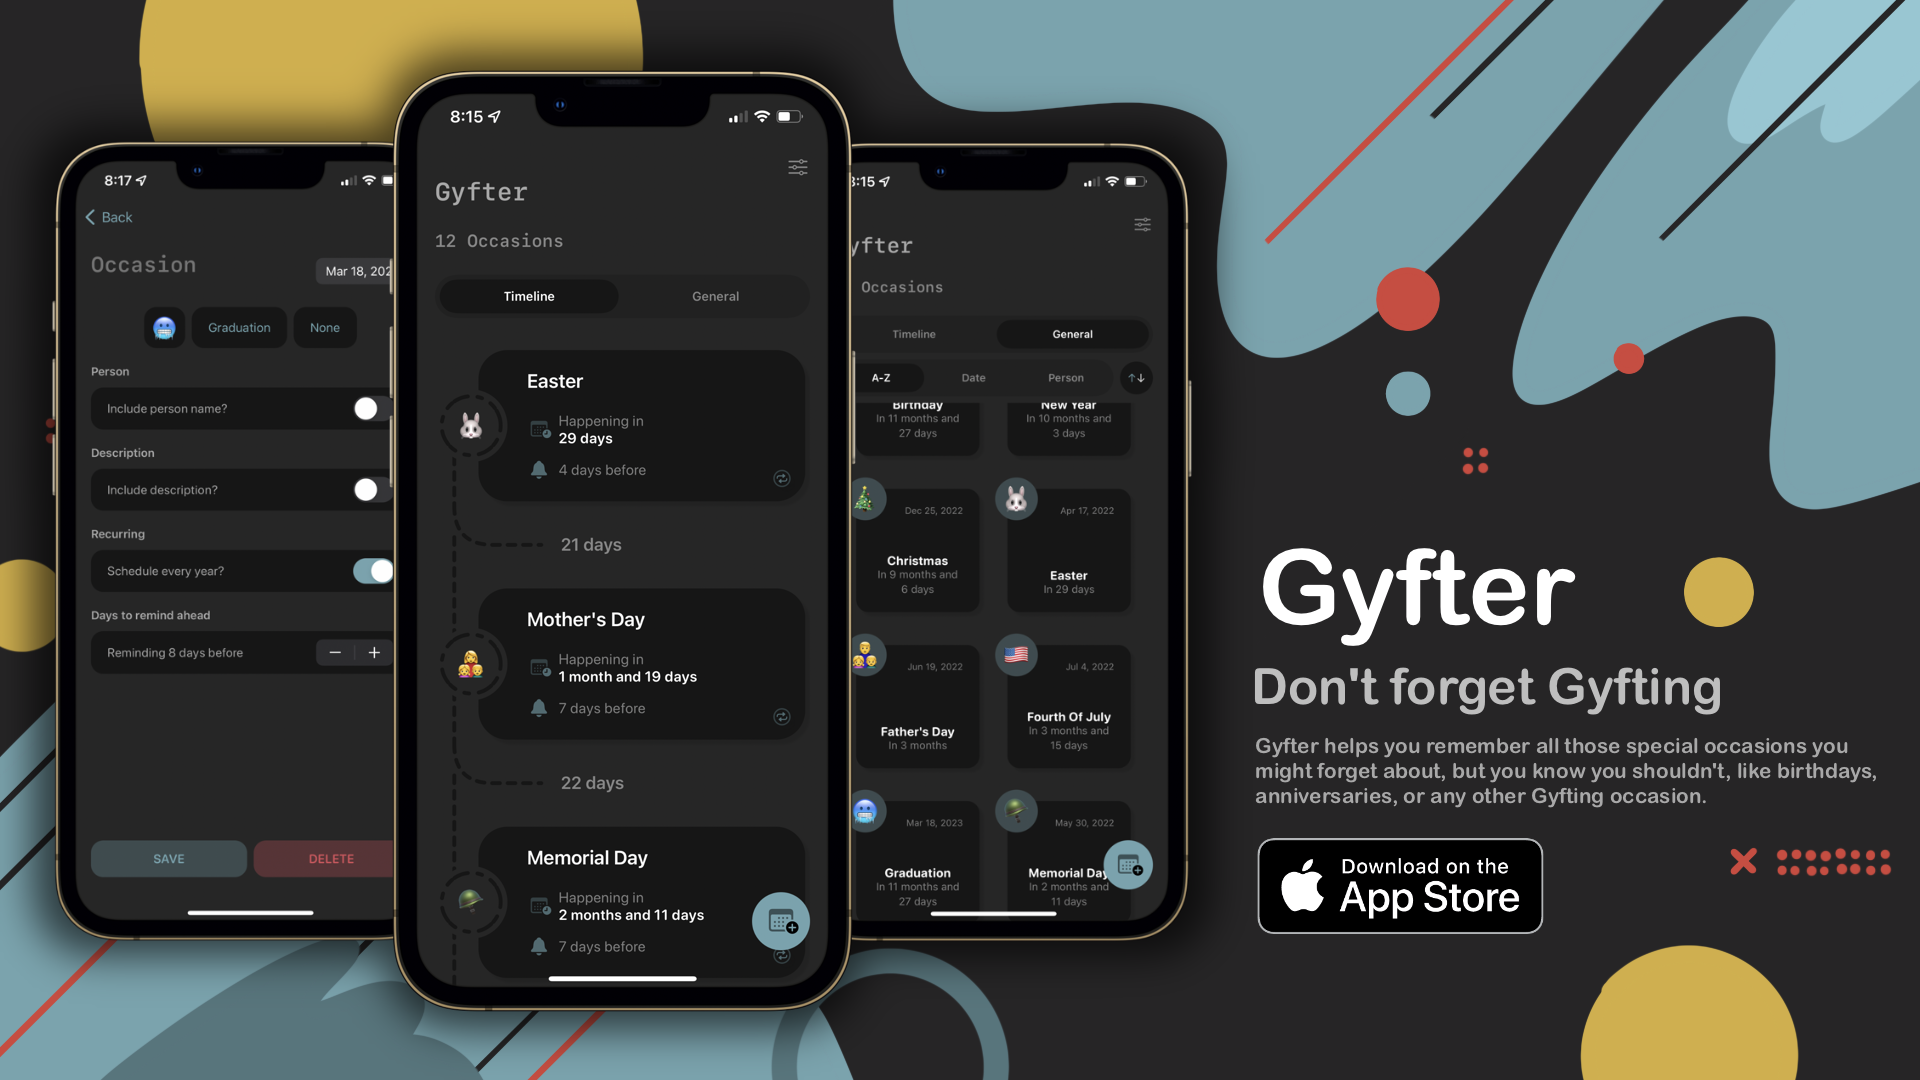 8:17
Back
Occasion
Mar 18, 202
Graduation
None
Person
Include person name?
Description
Include description?
Recurring
Schedule every year?
Days to remind ahead
Reminding 8 days before
SAVE
DELETE
8:15
Gyfter
12 Occasions
Timeline
General
Easter
Happening in
29 days
4 days before
21 days
Mother's Day
Happening in
1 month and 19 days
7 days before
22 days
Memorial Day
Happening in
2 months and 11 days
7 days before
8:15
yfter
Occasions
Timeline
General
A-Z
Date
Person
Birthday
In 11 months and
27 days
New Year
In 10 months and
3 days
Dec 25, 2022
Christmas
In 9 months and
6 days
Apr 17, 2022
Easter
In 29 days
Jun 19, 2022
Father's Day
In 3 months
Jul 4, 2022
Fourth Of July
In 3 months and
15 days
Mar 18, 2023
Graduation
In 11 months and
27 days
May 30, 2022
Memorial Day
In 2 months and
11 days
Gyfter
Don't forget Gyfting
Gyfter helps you remember all those special occasions you
might forget about, but you know you shouldn't, like birthdays,
anniversaries, or any other Gyfting occasion.
Download on the
App Store